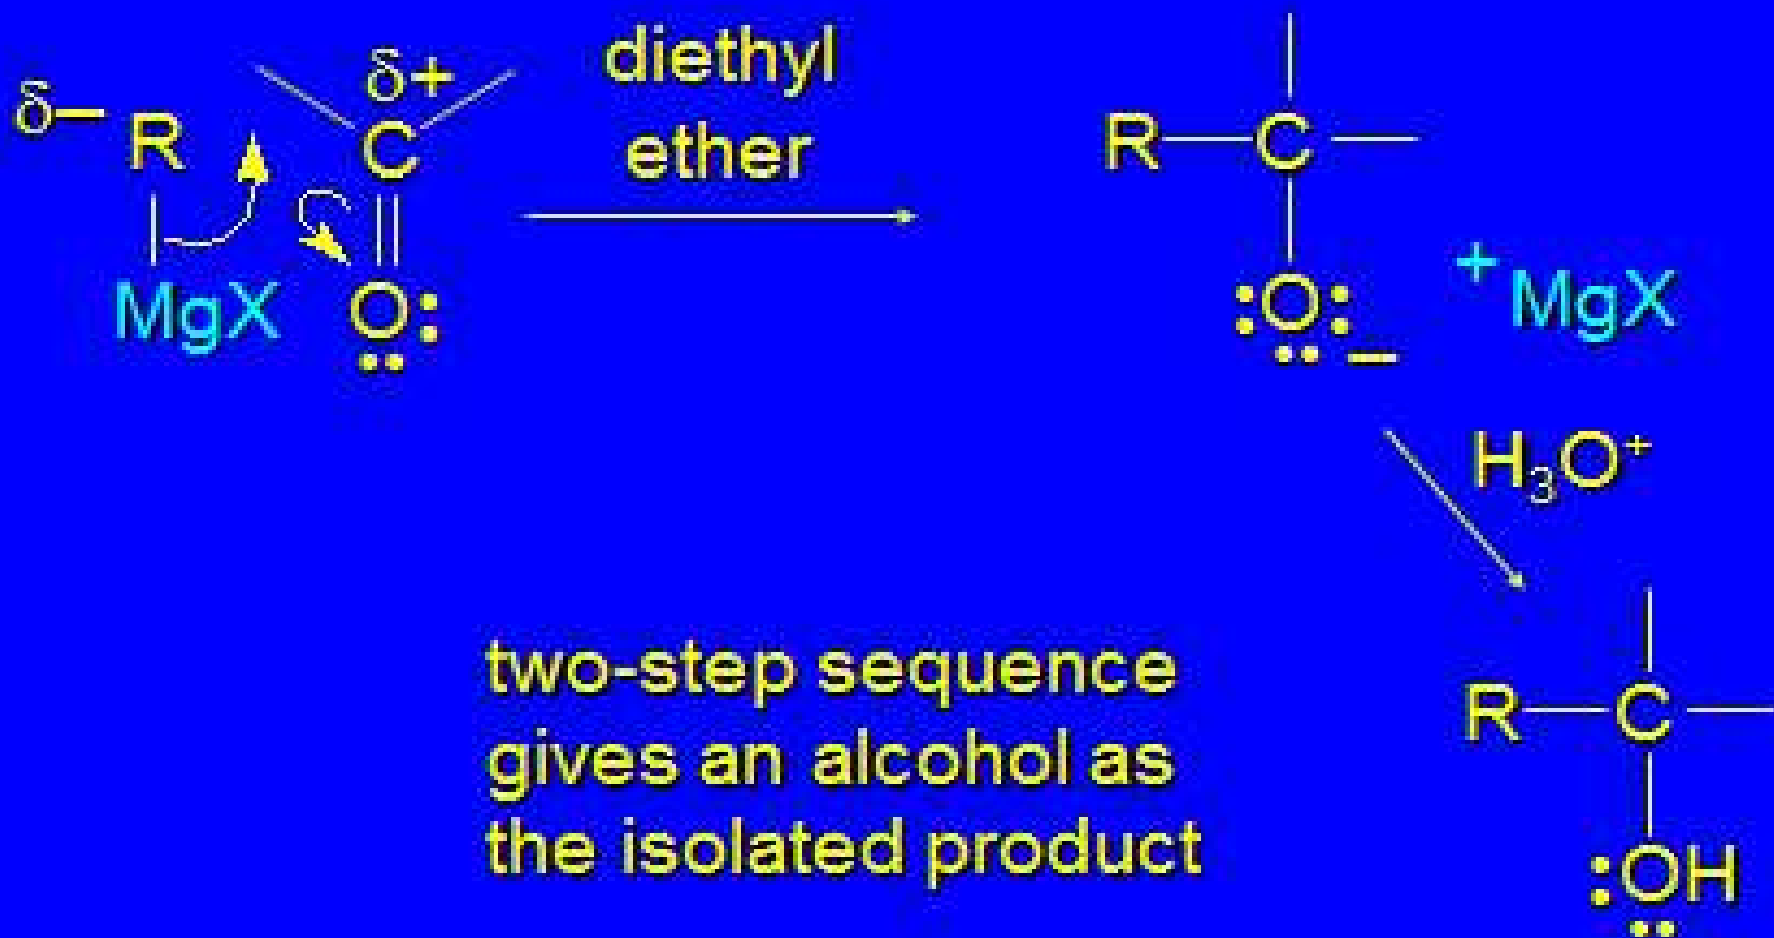 δ+
δ− R C
MgX O
diethyl
ether
R C
O −
+ MgX
H₃O⁺
two-step sequence
gives an alcohol as
the isolated product
R C
OH